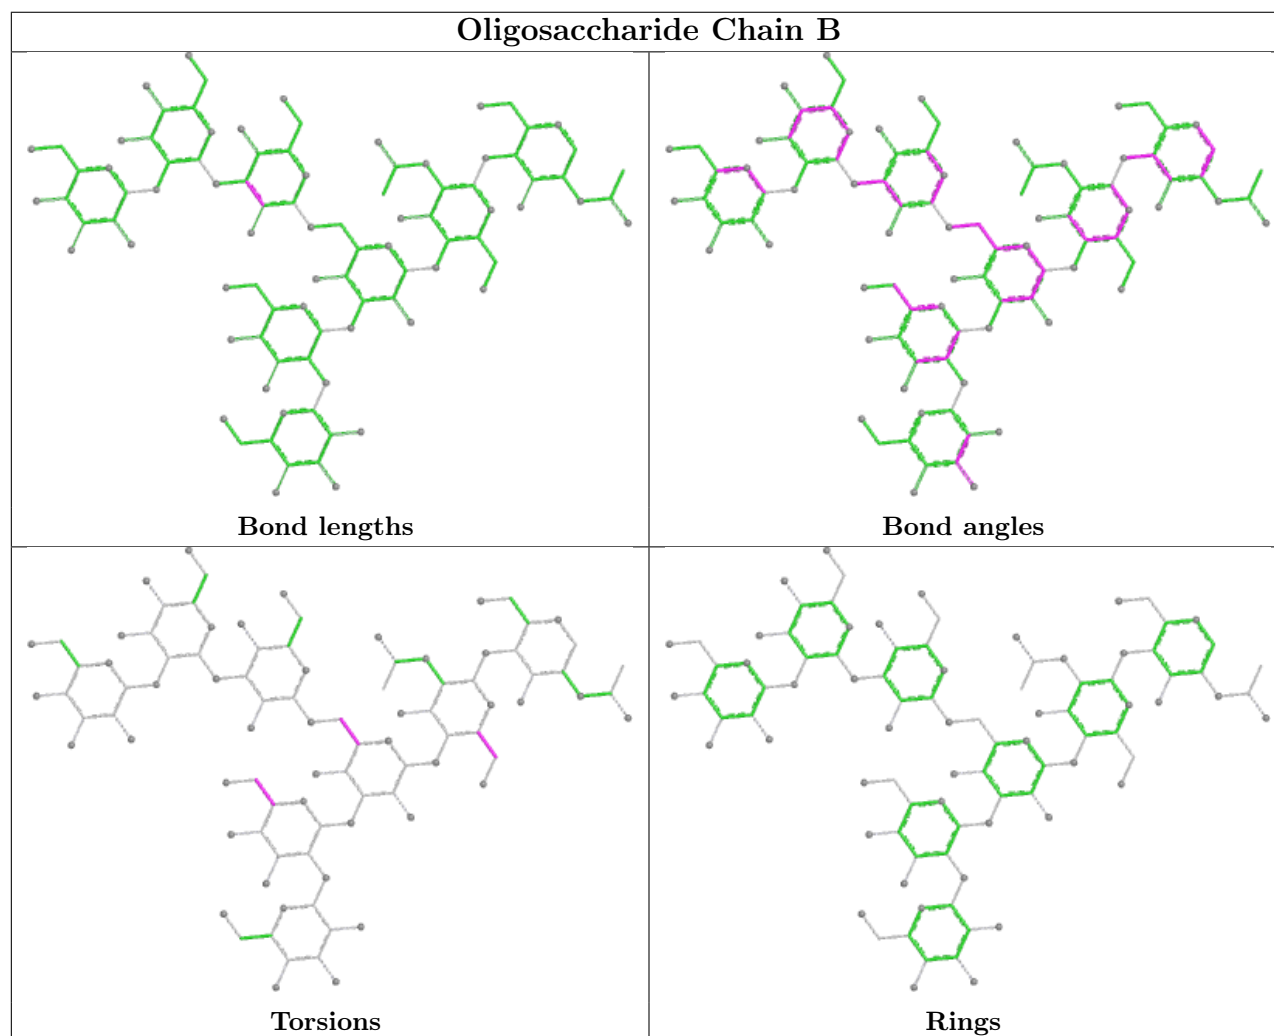 Oligosaccharide Chain B
Bond lengths
Bond angles
Torsions
Rings